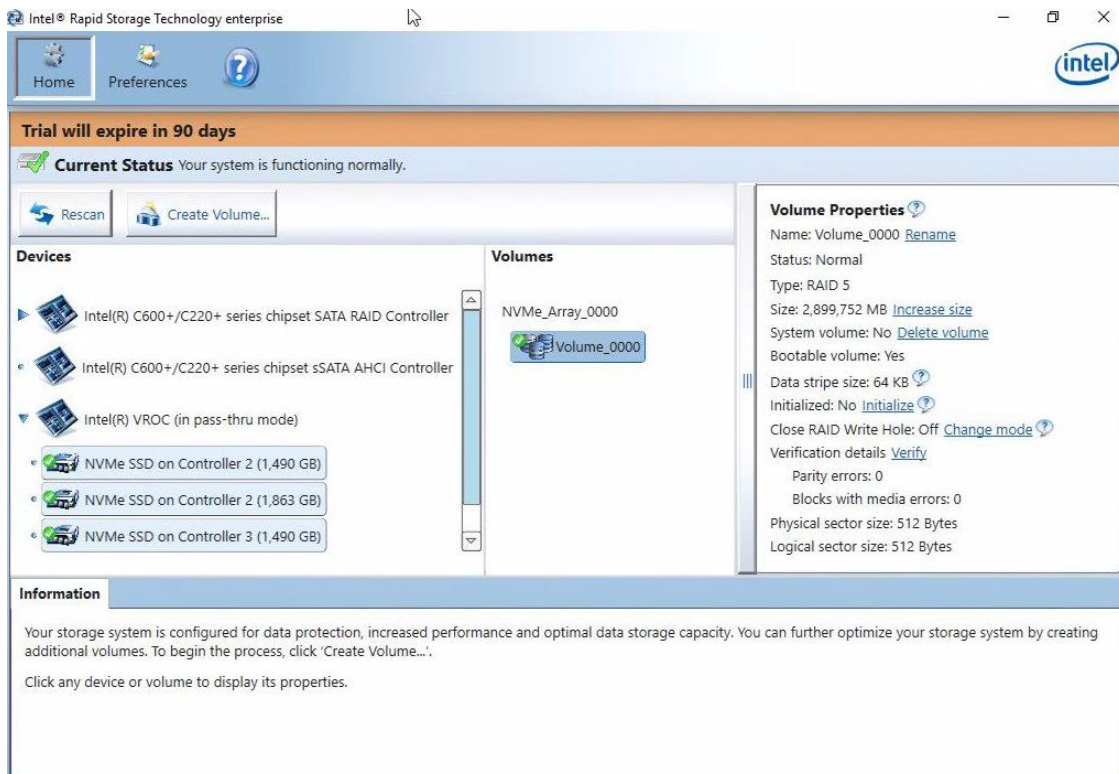 Intel® Rapid Storage Technology enterprise
Home
Preferences
?
intel
Trial will expire in 90 days
Current Status Your system is functioning normally.
Rescan
Create Volume...
Devices
Intel(R) C600+/C220+ series chipset SATA RAID Controller
Intel(R) C600+/C220+ series chipset sSATA AHCI Controller
Intel(R) VROC (in pass-thru mode)
NVMe SSD on Controller 2 (1,490 GB)
NVMe SSD on Controller 2 (1,863 GB)
NVMe SSD on Controller 3 (1,490 GB)
Volumes
NVMe_Array_0000
Volume_0000
Volume Properties ?
Name: Volume_0000 Rename
Status: Normal
Type: RAID 5
Size: 2,899,752 MB Increase size
System volume: No Delete volume
Bootable volume: Yes
Data stripe size: 64 KB ?
Initialized: No Initialize ?
Close RAID Write Hole: Off Change mode ?
Verification details Verify
Parity errors: 0
Blocks with media errors: 0
Physical sector size: 512 Bytes
Logical sector size: 512 Bytes
Information
Your storage system is configured for data protection, increased performance and optimal data storage capacity. You can further optimize your storage system by creating
additional volumes. To begin the process, click 'Create Volume...'.
Click any device or volume to display its properties.